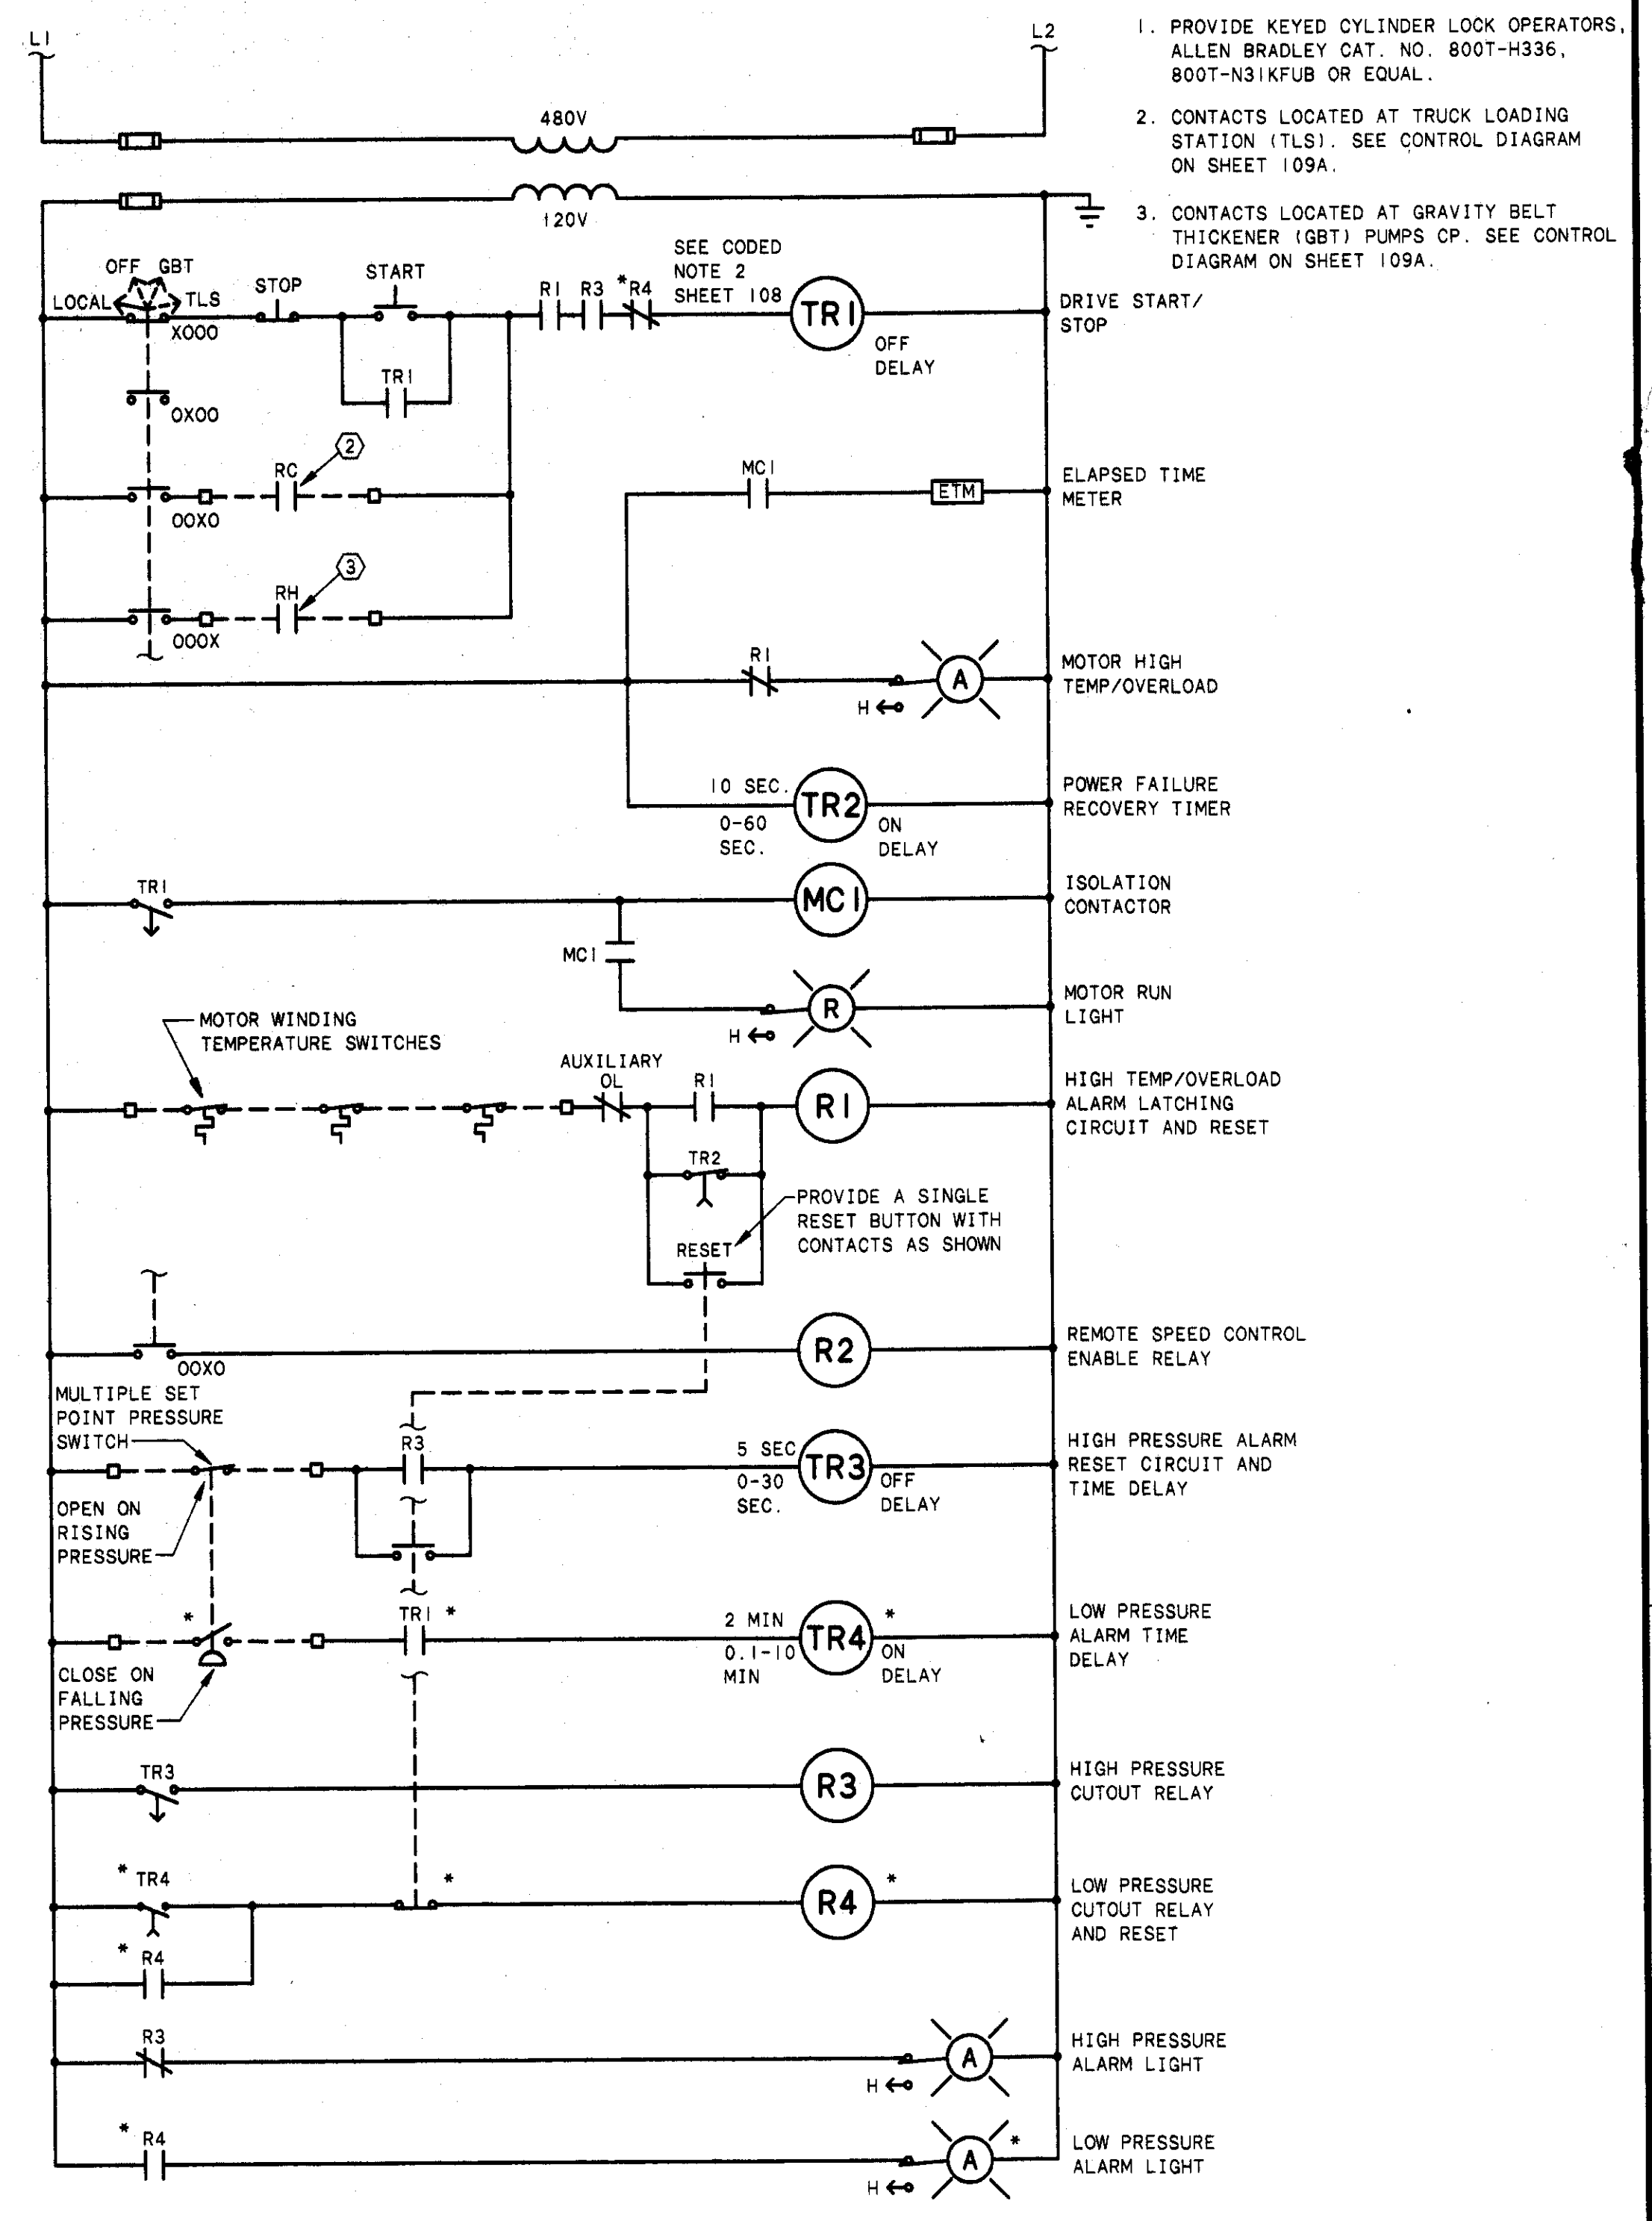 L1
L2
1. PROVIDE KEYED CYLINDER LOCK OPERATORS,
ALLEN BRADLEY CAT. NO. 800T-H336,
800T-N31KFUB OR EQUAL.
2. CONTACTS LOCATED AT TRUCK LOADING
STATION (TLS). SEE CONTROL DIAGRAM
ON SHEET 109A.
3. CONTACTS LOCATED AT GRAVITY BELT
THICKENER (GBT) PUMPS CP. SEE CONTROL
DIAGRAM ON SHEET 109A.
480V
120V
OFF GBT
LOCAL
TLS
X000
STOP
START
TR1
R1
R3
*R4
SEE CODED
NOTE 2
SHEET 108
TR1
OFF
DELAY
DRIVE START/
STOP
0X00
RC
2
00X0
MC1
ETM
ELAPSED TIME
METER
RH
3
000X
R1
H
A
MOTOR HIGH
TEMP/OVERLOAD
10 SEC.
0-60
SEC.
TR2
ON
DELAY
POWER FAILURE
RECOVERY TIMER
TR1
MC1
ISOLATION
CONTACTOR
MC1
H
R
MOTOR RUN
LIGHT
MOTOR WINDING
TEMPERATURE SWITCHES
AUXILIARY
OL
R1
R1
HIGH TEMP/OVERLOAD
ALARM LATCHING
CIRCUIT AND RESET
TR2
RESET
PROVIDE A SINGLE
RESET BUTTON WITH
CONTACTS AS SHOWN
00X0
R2
REMOTE SPEED CONTROL
ENABLE RELAY
MULTIPLE SET
POINT PRESSURE
SWITCH
OPEN ON
RISING
PRESSURE
R3
5 SEC
0-30
SEC.
TR3
OFF
DELAY
HIGH PRESSURE ALARM
RESET CIRCUIT AND
TIME DELAY
*
CLOSE ON
FALLING
PRESSURE
TR1 *
2 MIN
0.1-10
MIN
TR4
*
ON
DELAY
LOW PRESSURE
ALARM TIME
DELAY
TR3
R3
HIGH PRESSURE
CUTOUT RELAY
* TR4
*
R4
*
LOW PRESSURE
CUTOUT RELAY
AND RESET
* R4
R3
H
A
HIGH PRESSURE
ALARM LIGHT
* R4
H
A
*
LOW PRESSURE
ALARM LIGHT